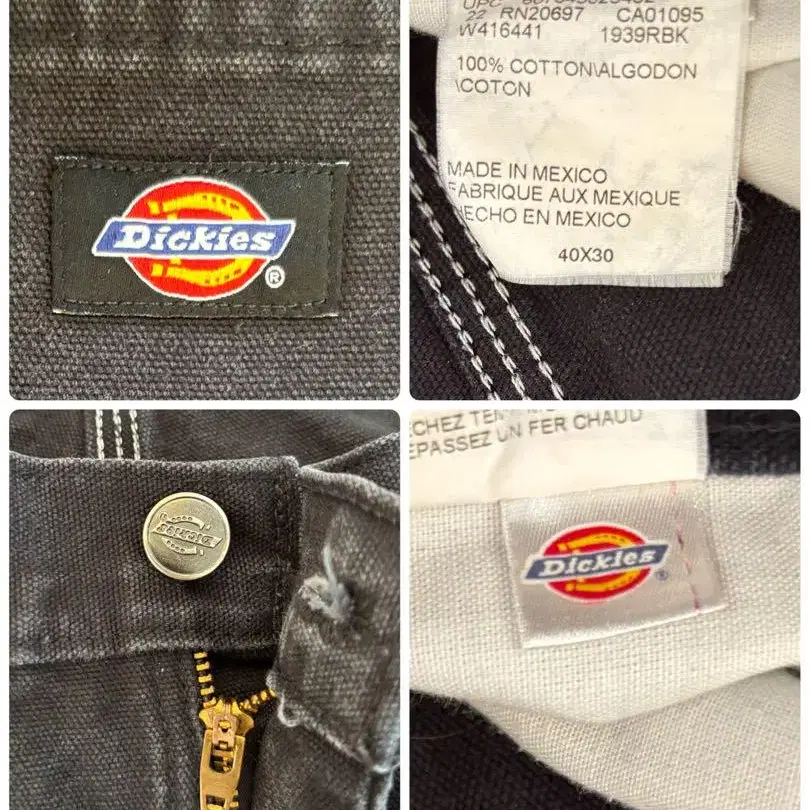 Dickies
®
22 RN20697 CA01095
W416441 1939RBK
100% COTTON\ALGODON
\COTON
MADE IN MEXICO
FABRIQUE AUX MEXIQUE
HECHO EN MEXICO
40X30
DICKIES
UN FER CHAUD
Dickies
®